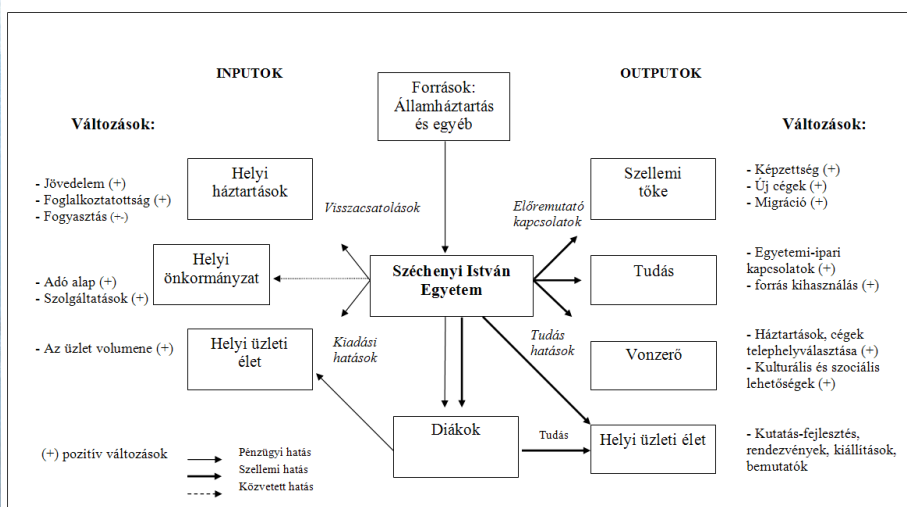 INPUTOK
OUTPUTOK
Források:
Államháztartás
és egyéb
Változások:
Változások:
Helyi
háztartások
Szellemi
tőke
- Jövedelem (+)
- Foglalkoztatottság (+)
- Fogyasztás (+-)
- Képzettség (+)
- Új cégek (+)
- Migráció (+)
Visszacsatolások
Előremutató
kapcsolatok
Helyi
önkormányzat
Széchenyi István
Egyetem
Tudás
- Adó alap (+)
- Szolgáltatások (+)
- Egyetemi-ipari
kapcsolatok (+)
- forrás kihasználás (+)
- Az üzlet volumene (+)
Helyi üzleti
élet
Kiadási
hatások
Tudás
hatások
Vonzerő
- Háztartások, cégek
telephelyválasztása (+)
- Kulturális és szociális
lehetőségek (+)
Diákok
Tudás
Helyi üzleti élet
- Kutatás-fejlesztés,
rendezvények, kiállítások,
bemutatók
(+) pozitív változások
Pénzügyi hatás
Szellemi hatás
Közvetett hatás